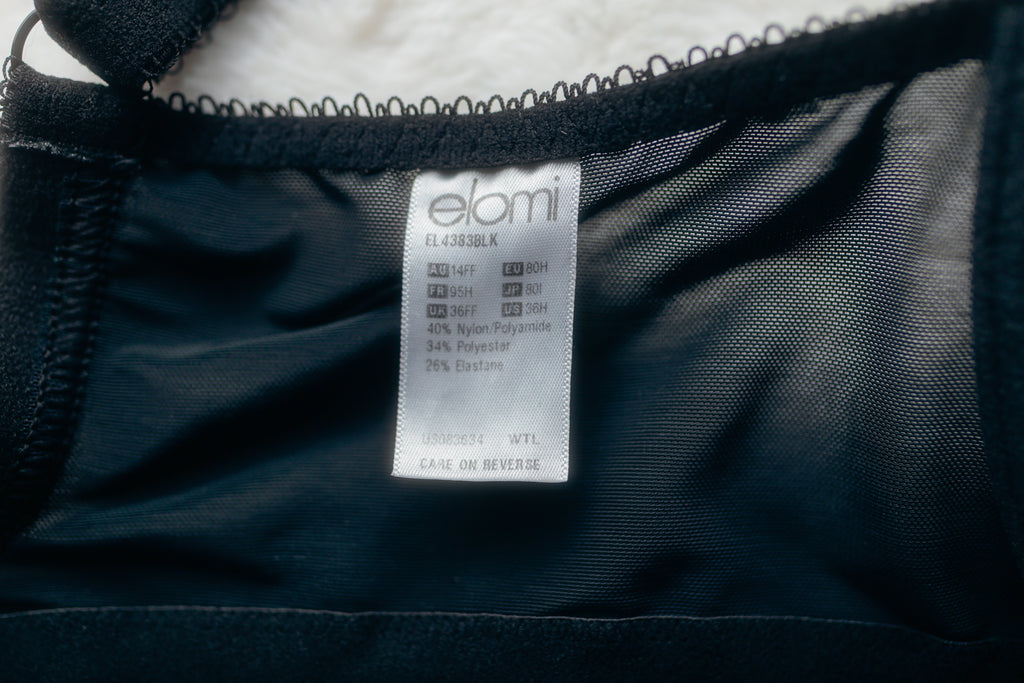 elomi
EL4383BLK
AU 14FF EU 80H
FR 95H JP 80I
UK 36FF US 36H
40% Nylon/Polyamide
34% Polyester
26% Elastane
U3083634 WTL
CARE ON REVERSE